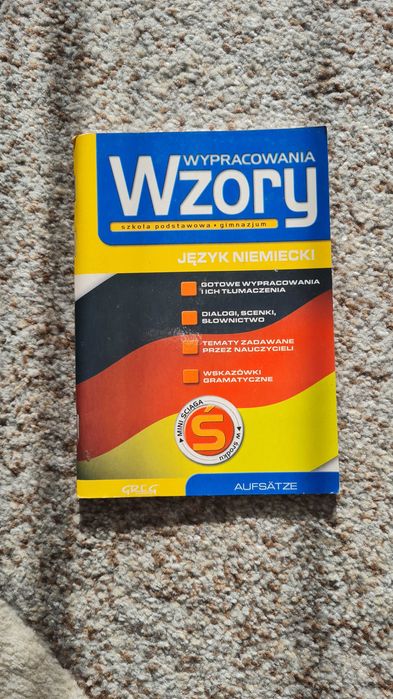 WYPRACOWANIA
Wzory
szkoła podstawowa • gimnazjum
JĘZYK NIEMIECKI
GOTOWE WYPRACOWANIA
I ICH TŁUMACZENIA
DIALOGI, SCENKI,
SŁOWNICTWO
TEMATY ZADAWANE
PRZEZ NAUCZYCIELI
WSKAZÓWKI
GRAMATYCZNE
MINI ŚCIĄGA
Ś
w środku
GREG
AUFSÄTZE